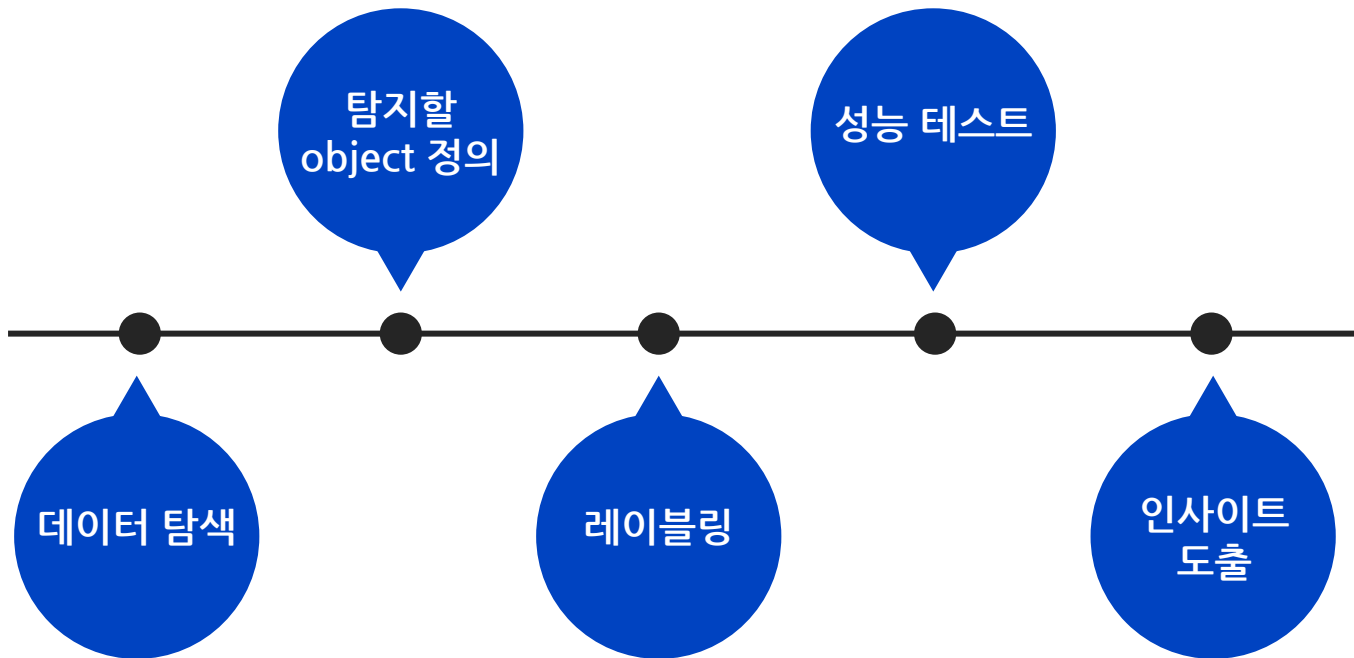 데이터 탐색
탐지할
object 정의
레이블링
성능 테스트
인사이트
도출